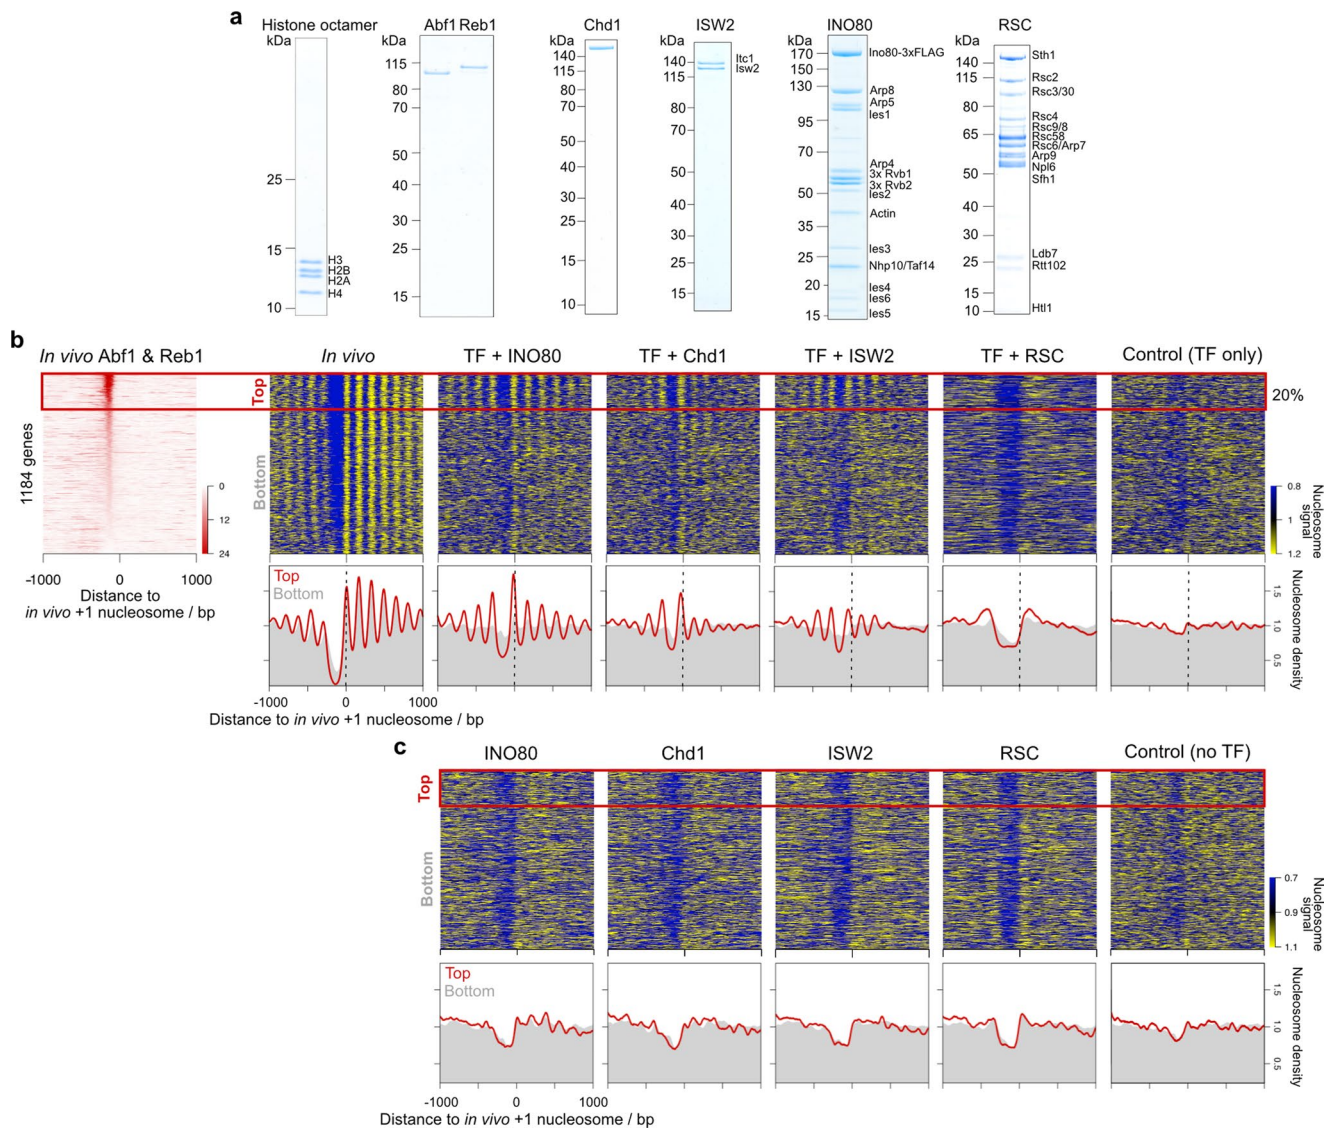 a
Histone octamer
kDa
25
15
10
H3
H2B
H2A
H4
Abf1 Reb1
kDa
115
80
70
50
40
30
25
15
Chd1
kDa
140
115
80
70
50
40
30
25
15
10
ISW2
kDa
140
115
80
70
50
40
30
25
15
Itc1
Isw2
INO80
kDa
170
150
130
95
70
50
35
25
20
15
Ino80-3xFLAG
Arp8
Arp5
Ies1
Arp4
3x Rvb1
3x Rvb2
Ies2
Actin
Ies3
Nhp10/Taf14
Ies4
Ies6
Ies5
RSC
kDa
140
115
80
65
50
40
30
25
15
10
Sth1
Rsc2
Rsc3/30
Rsc4
Rsc9/8
Rsc58
Rsc6/Arp7
Arp9
Npl6
Sfh1
Ldb7
Rtt102
Htl1
b
In vivo Abf1 & Reb1
In vivo
TF + INO80
TF + Chd1
TF + ISW2
TF + RSC
Control (TF only)
Top
Bottom
20%
1184 genes
0
12
24
-1000 0 1000
Distance to
in vivo +1 nucleosome / bp
0.8
1
1.2
Nucleosome
signal
Top
Bottom
1.5
1.0
0.5
Nucleosome density
-1000 0 1000
Distance to in vivo +1 nucleosome / bp
c
INO80
Chd1
ISW2
RSC
Control (no TF)
Top
Bottom
0.7
0.9
1.1
Nucleosome
signal
Top
Bottom
1.5
1.0
0.5
Nucleosome density
-1000 0 1000
Distance to in vivo +1 nucleosome / bp